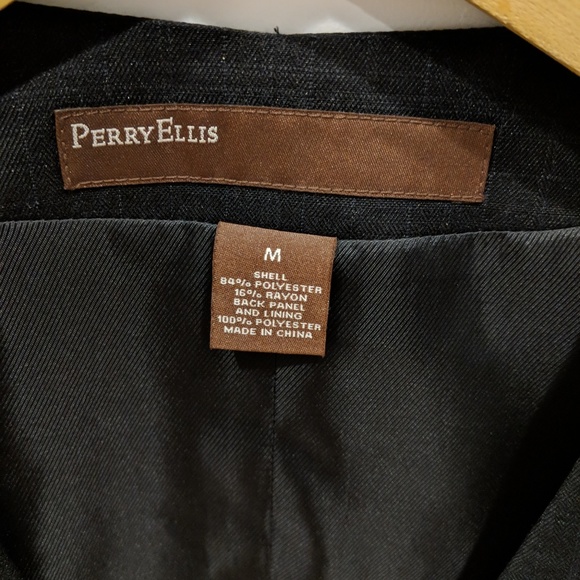 PERRY ELLIS
M
SHELL
84% POLYESTER
16% RAYON
BACK PANEL
AND LINING
100% POLYESTER
MADE IN CHINA